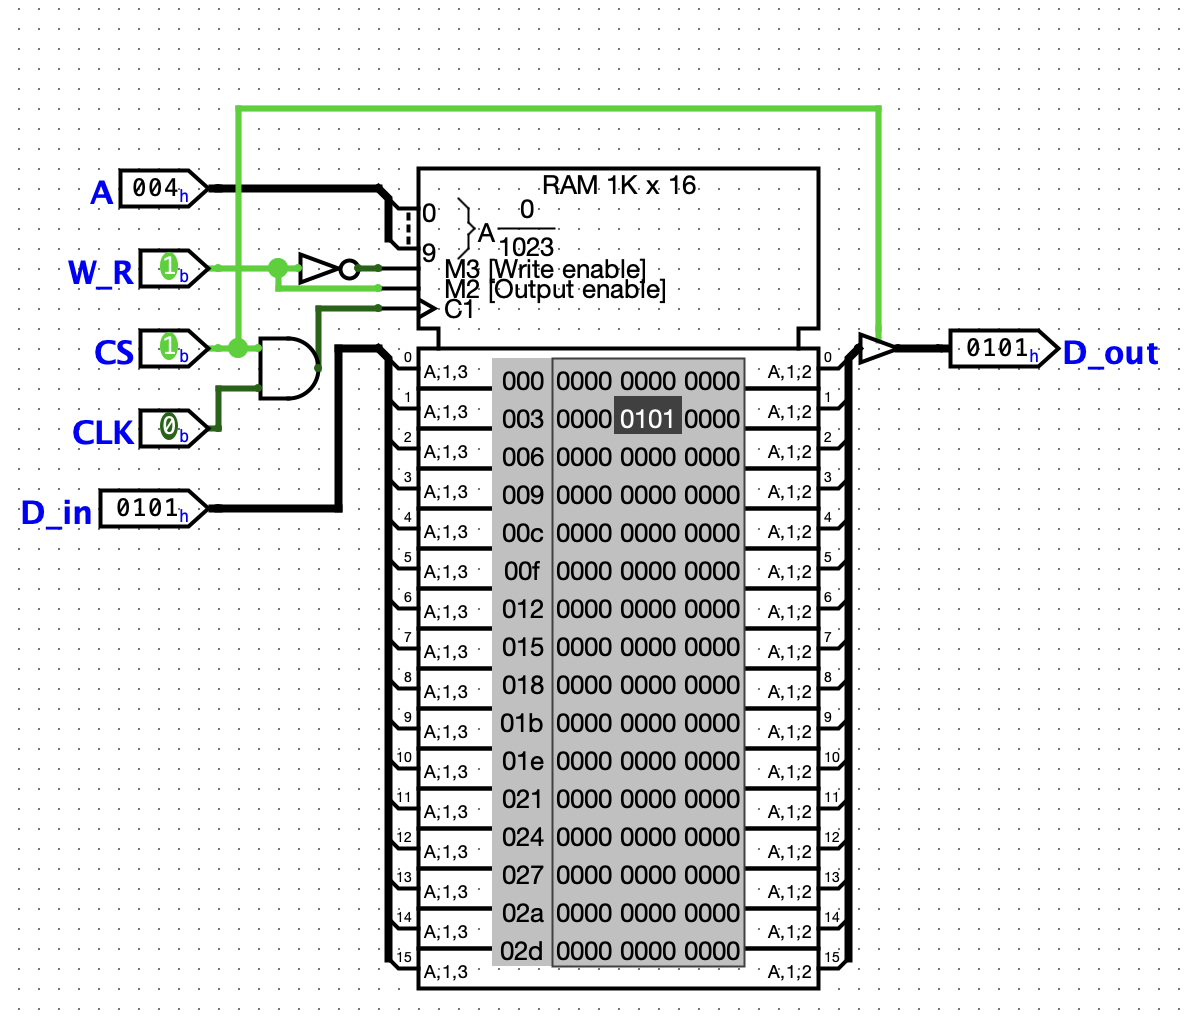 RAM 1K x 16
A 004h
0
9
A
0
1023
W_R 1b
M3 [Write enable]
M2 [Output enable]
C1
CS 1b
CLK 0b
D_in 0101h
0101h D_out
0 A;1,3 000 0000 0000 0000 A,1;2 0
1 A;1,3 003 0000 0101 0000 A,1;2 1
2 A;1,3 006 0000 0000 0000 A,1;2 2
3 A;1,3 009 0000 0000 0000 A,1;2 3
4 A;1,3 00c 0000 0000 0000 A,1;2 4
5 A;1,3 00f 0000 0000 0000 A,1;2 5
6 A;1,3 012 0000 0000 0000 A,1;2 6
7 A;1,3 015 0000 0000 0000 A,1;2 7
8 A;1,3 018 0000 0000 0000 A,1;2 8
9 A;1,3 01b 0000 0000 0000 A,1;2 9
10 A;1,3 01e 0000 0000 0000 A,1;2 10
11 A;1,3 021 0000 0000 0000 A,1;2 11
12 A;1,3 024 0000 0000 0000 A,1;2 12
13 A;1,3 027 0000 0000 0000 A,1;2 13
14 A;1,3 02a 0000 0000 0000 A,1;2 14
15 A;1,3 02d 0000 0000 0000 A,1;2 15